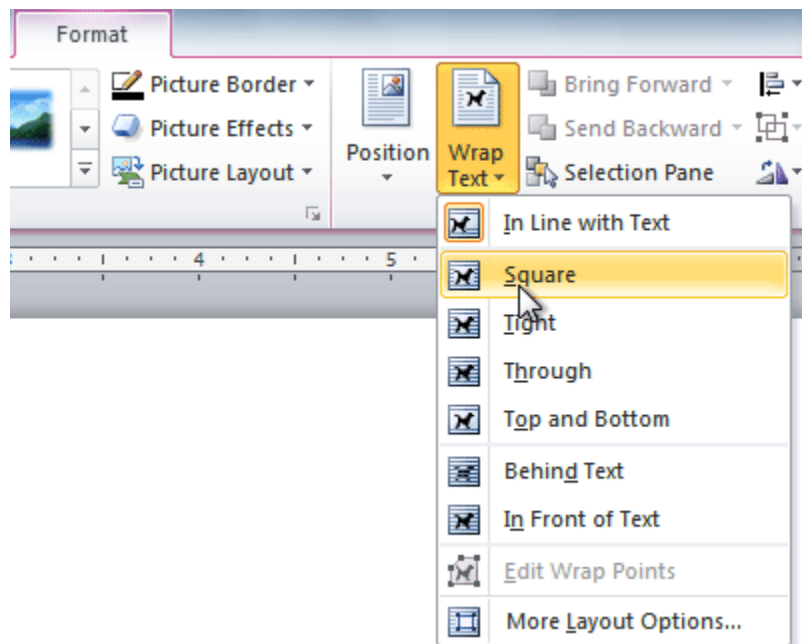 Format
Picture Border
Picture Effects
Picture Layout
Position
Wrap
Text
Bring Forward
Send Backward
Selection Pane
4
5
In Line with Text
Square
Tight
Through
Top and Bottom
Behind Text
In Front of Text
Edit Wrap Points
More Layout Options...